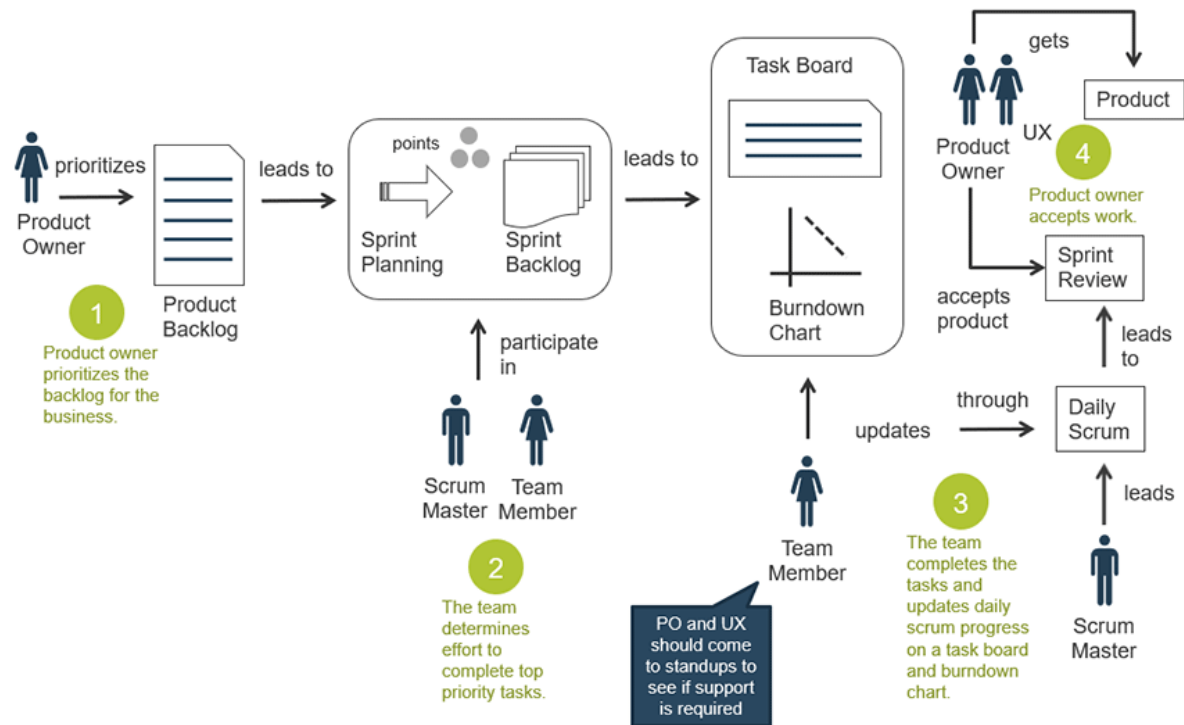 prioritizes
Product
Owner
1
Product owner
prioritizes the
backlog for the
business.
Product
Backlog
leads to
points
Sprint
Planning
Sprint
Backlog
participate
in
Scrum
Master
Team
Member
2
The team
determines
effort to
complete top
priority tasks.
leads to
Task Board
Burndown
Chart
Team
Member
PO and UX
should come
to standups to
see if support
is required
updates
through
3
The team
completes the
tasks and
updates daily
scrum progress
on a task board
and burndown
chart.
gets
Product
Product
Owner
UX
4
Product owner
accepts work.
accepts
product
Sprint
Review
leads
to
Daily
Scrum
leads
Scrum
Master